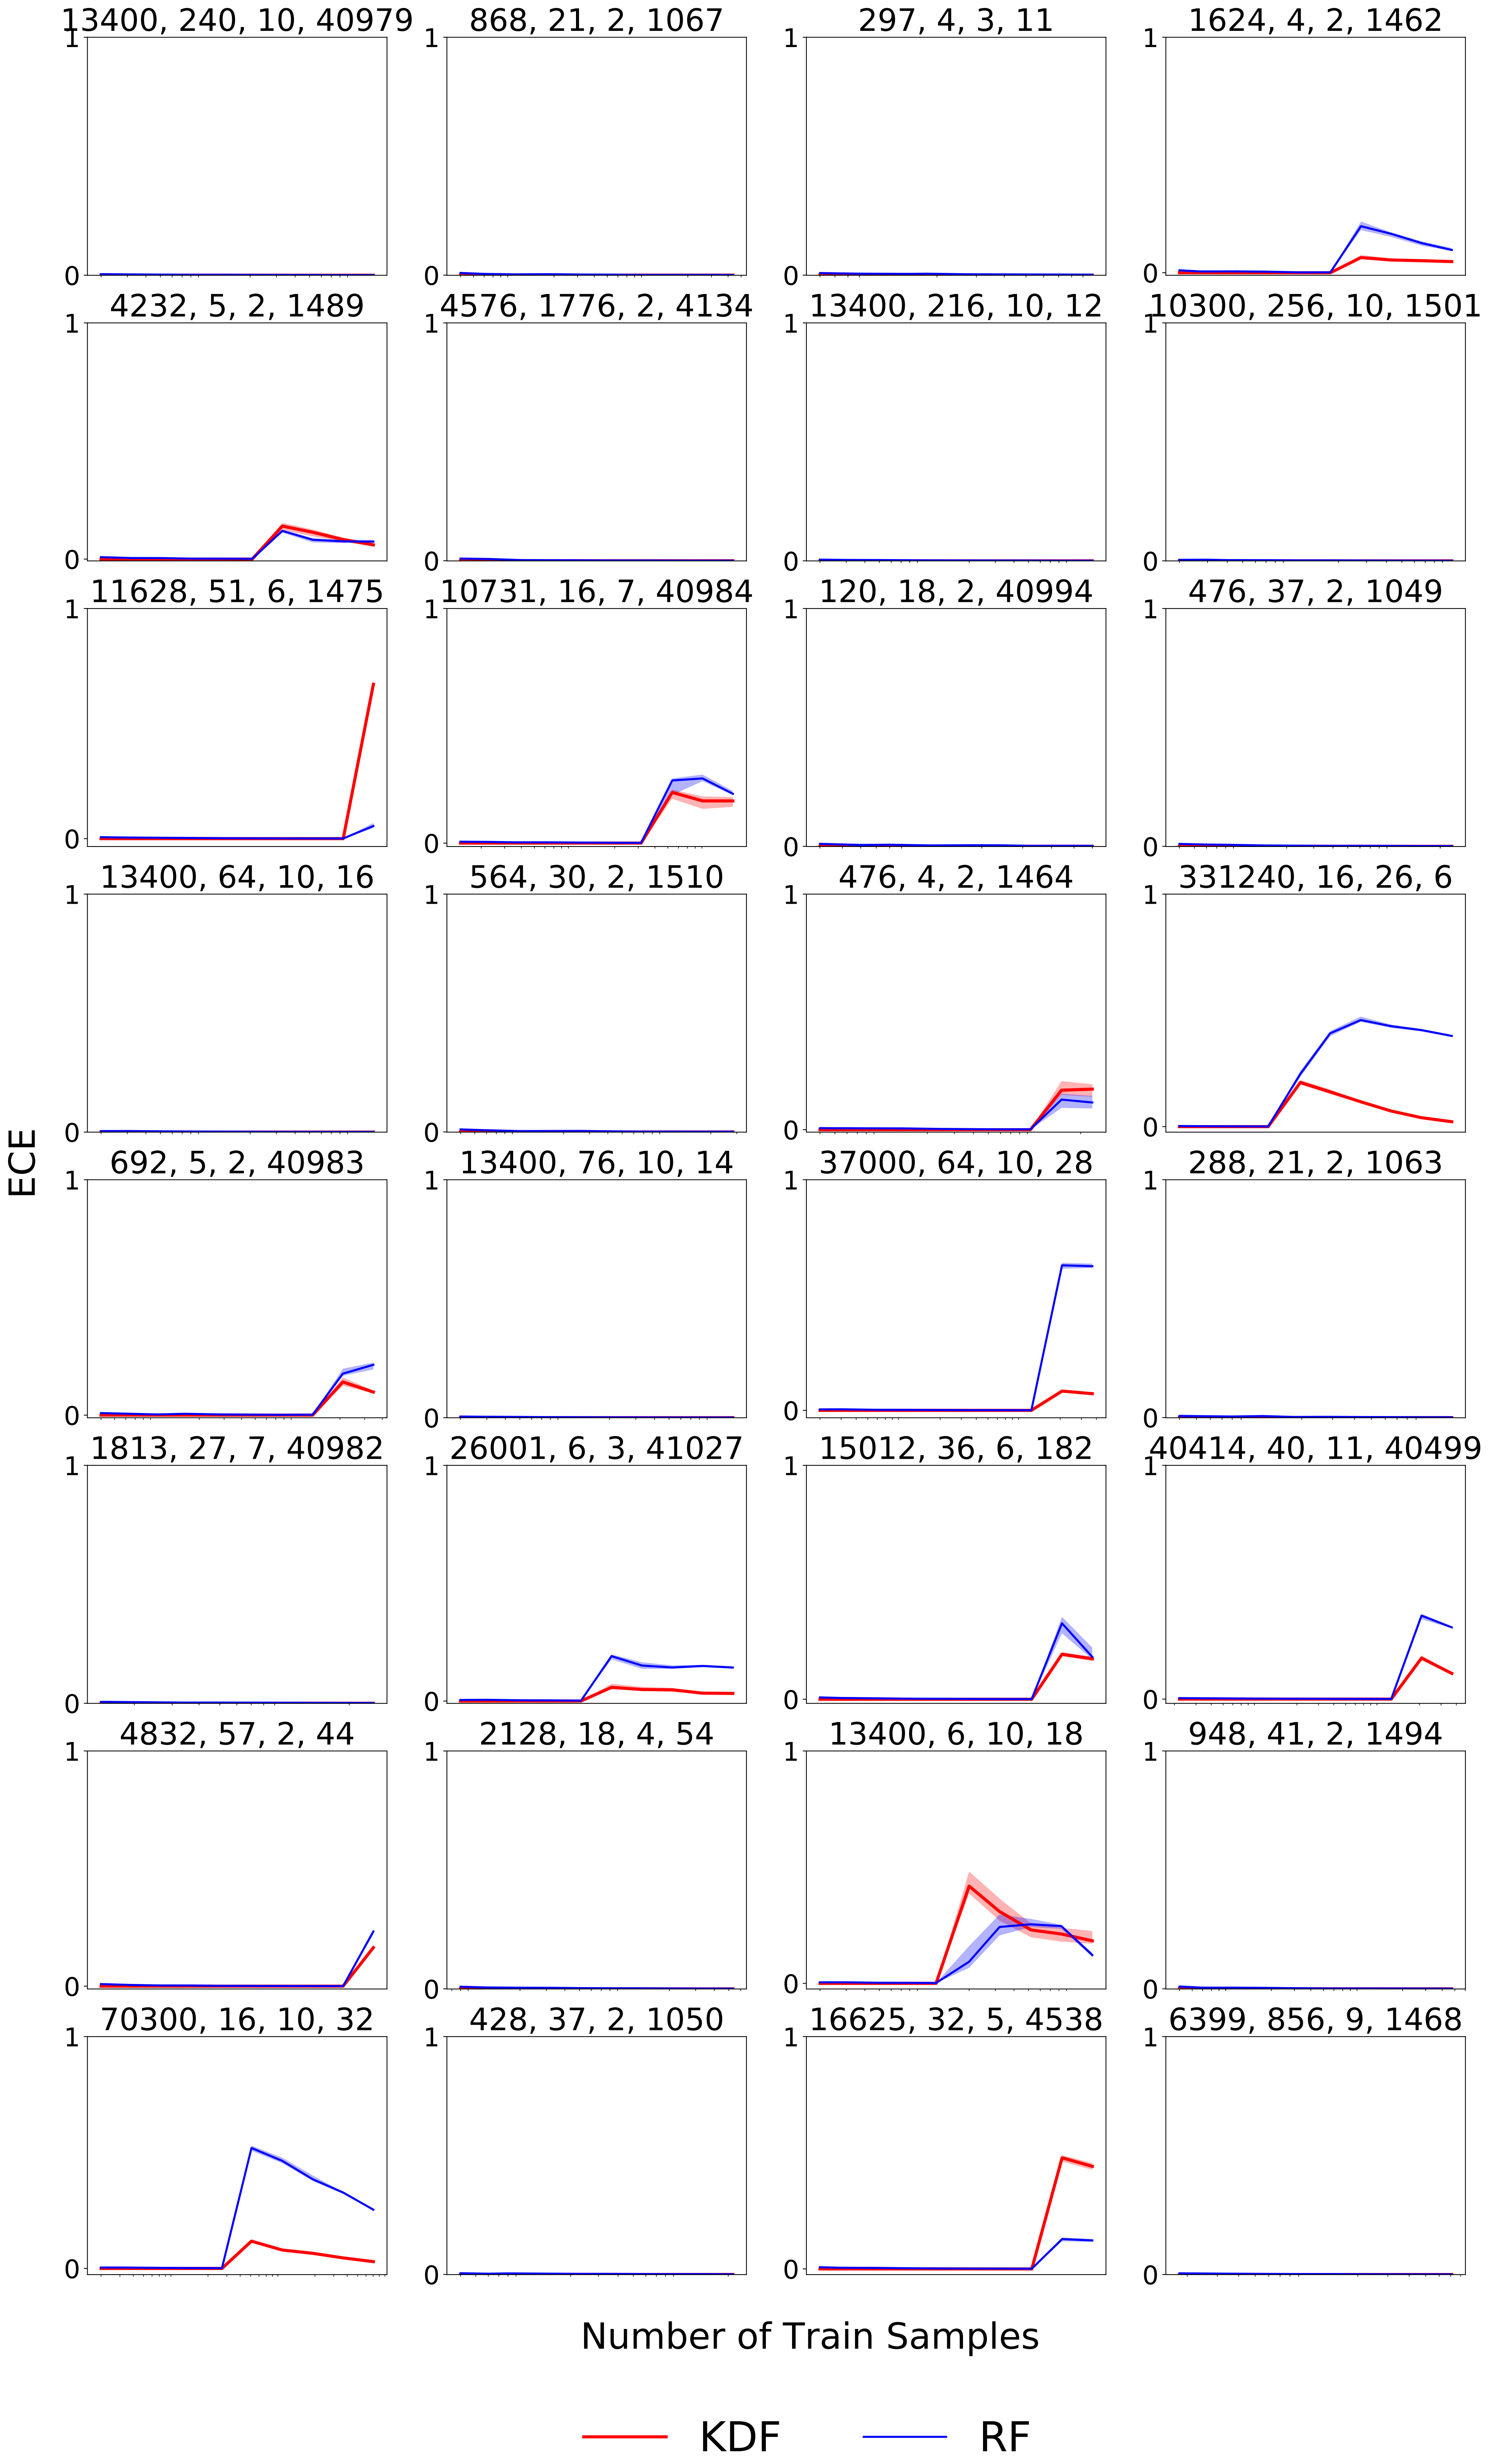 13400, 240, 10, 40979
868, 21, 2, 1067
297, 4, 3, 11
1624, 4, 2, 1462
1
0
1
0
1
0
1
0
4232, 5, 2, 1489
4576, 1776, 2, 4134
13400, 216, 10, 12
10300, 256, 10, 1501
1
0
1
0
1
0
1
0
11628, 51, 6, 1475
10731, 16, 7, 40984
120, 18, 2, 40994
476, 37, 2, 1049
1
0
1
0
1
0
1
0
13400, 64, 10, 16
564, 30, 2, 1510
476, 4, 2, 1464
331240, 16, 26, 6
1
0
1
0
1
0
1
0
ECE
692, 5, 2, 40983
13400, 76, 10, 14
37000, 64, 10, 28
288, 21, 2, 1063
1
0
1
0
1
0
1
0
1813, 27, 7, 40982
26001, 6, 3, 41027
15012, 36, 6, 182
40414, 40, 11, 40499
1
0
1
0
1
0
1
0
4832, 57, 2, 44
2128, 18, 4, 54
13400, 6, 10, 18
948, 41, 2, 1494
1
0
1
0
1
0
1
0
70300, 16, 10, 32
428, 37, 2, 1050
16625, 32, 5, 4538
6399, 856, 9, 1468
1
0
1
0
1
0
1
0
Number of Train Samples
KDF
RF